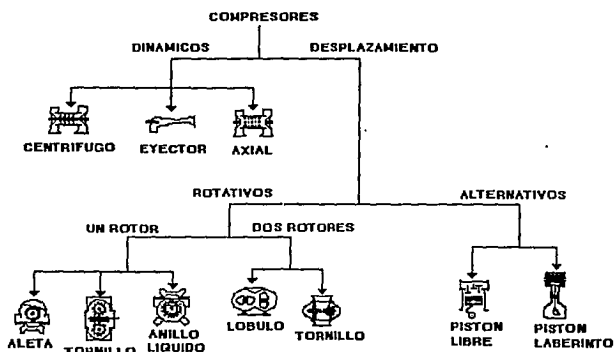 COMPRESORES
DINAMICOS
DESPLAZAMIENTO
CENTRIFUGO
EYECTOR
AXIAL
ROTATIVOS
ALTERNATIVOS
UN ROTOR
DOS ROTORES
ALETA
TORNILLO
ANILLO
LIQUIDO
LOBULO
TORNILLO
PISTON
LIBRE
PISTON
LABERINTO